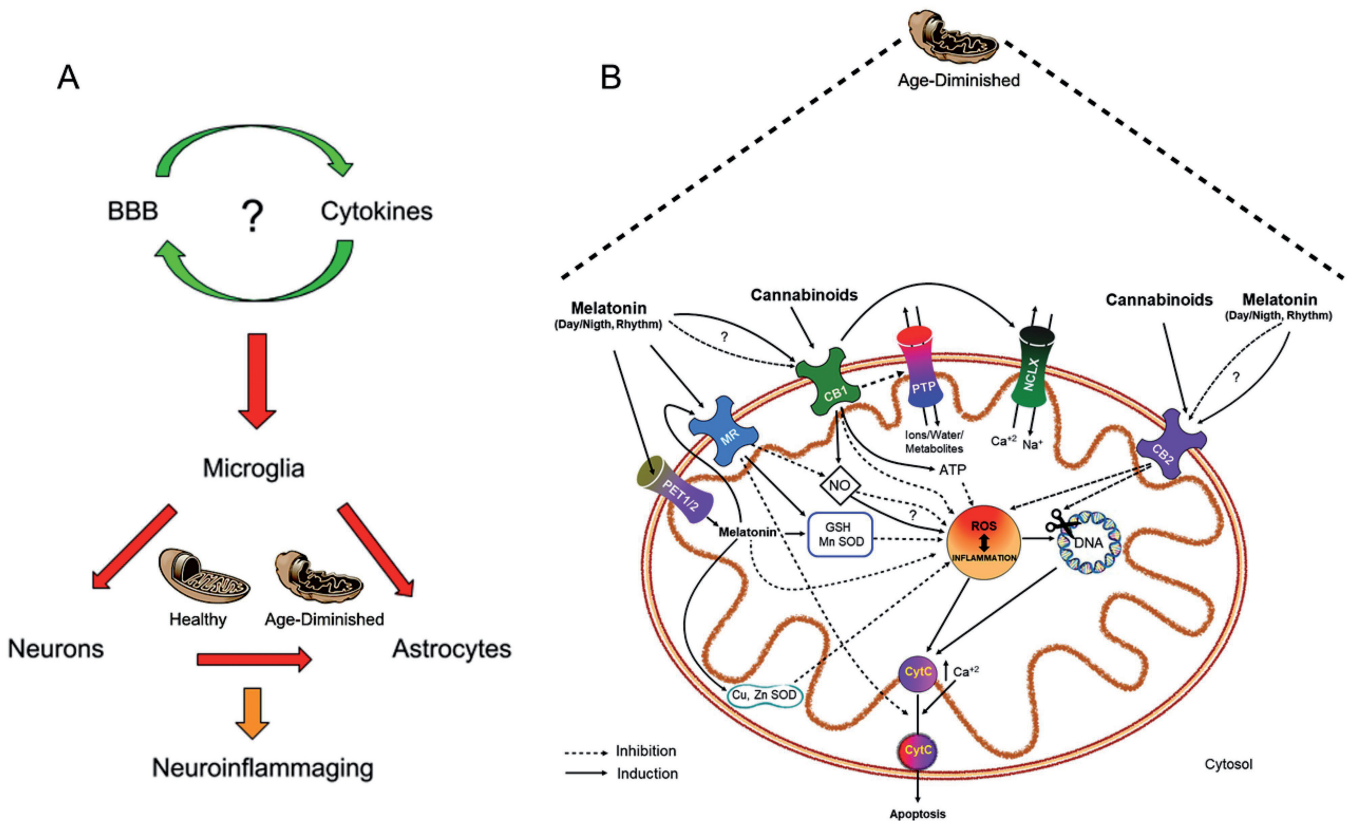 A
BBB
?
Cytokines
Microglia
Healthy
Age-Diminished
Neurons
Astrocytes
Neuroinflammaging
B
Age-Diminished
Melatonin
(Day/Nigth, Rhythm)
Cannabinoids
Cannabinoids
Melatonin
(Day/Nigth, Rhythm)
?
?
CB1
PTP
NCLX
MR
CB2
Ions/Water/
Metabolites
Ca+2
Na+
PET1/2
NO
ATP
?
Melatonin
GSH
Mn SOD
ROS
INFLAMMATION
DNA
CytC
Ca+2
Cu, Zn SOD
CytC
Inhibition
Induction
Cytosol
Apoptosis